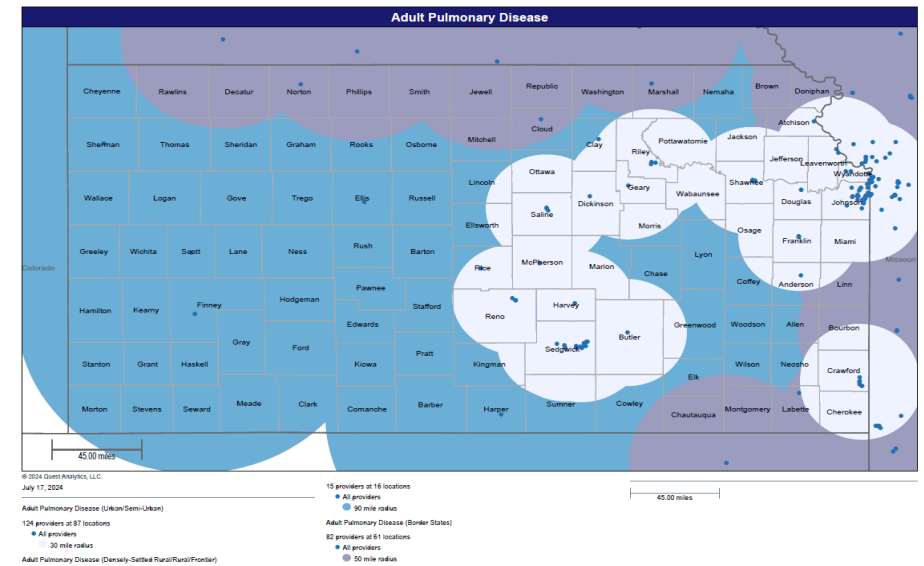 Adult Pulmonary Disease
Cheyenne Rawlins Decatur Norton Phillips Smith Jewell Republic Washington Marshall Nemaha Brown Doniphan
Sherman Thomas Sheridan Graham Rooks Osborne Mitchell Cloud Clay Riley Pottawatomie Jackson Atchison
Jefferson Leavenworth
Wallace Logan Gove Trego Ellis Russell Lincoln Ottawa Geary Wabaunsee Shawnee Wyandotte
Saline Dickinson Morris Osage Douglas Johnson
Greeley Wichita Scott Lane Ness Rush Barton Ellsworth McPherson Marion Chase Lyon Franklin Miami
Colorado Rice Missouri
Hamilton Kearny Finney Hodgeman Pawnee Stafford Reno Harvey Coffey Anderson Linn
Gray Ford Edwards Sedgwick Butler Greenwood Woodson Allen Bourbon
Stanton Grant Haskell Kiowa Pratt Kingman Elk Wilson Neosho Crawford
Morton Stevens Seward Meade Clark Comanche Barber Harper Sumner Cowley Chautauqua Montgomery Labette Cherokee
45.00 miles
© 2024 Quest Analytics, LLC.
July 17, 2024
Adult Pulmonary Disease (Urban/Semi-Urban)
124 providers at 87 locations
All providers
30 mile radius
Adult Pulmonary Disease (Densely-Settled Rural/Rural/Frontier)
15 providers at 16 locations
All providers
90 mile radius
Adult Pulmonary Disease (Border States)
82 providers at 61 locations
All providers
50 mile radius
45.00 miles